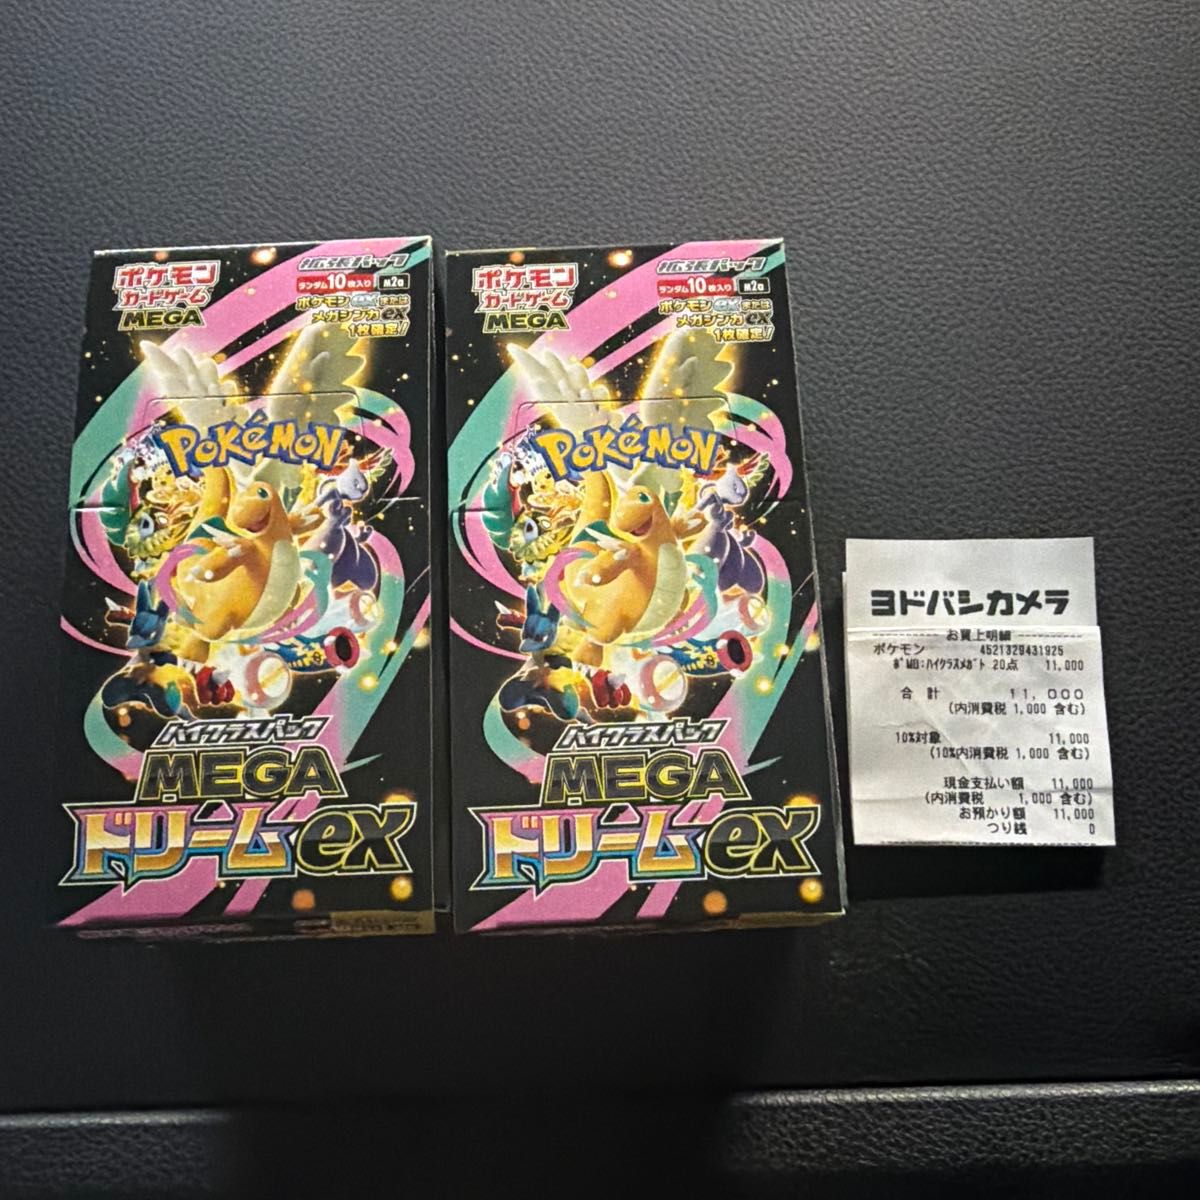 ポケモン
カードゲーム
MEGA
拡張パック
ランダム10枚入り
M2a
ポケモンexまたは
メガシンカex
1枚確定!
POKéMON
ハイクラスパック
MEGA
ドリームex
ポケモン
カードゲーム
MEGA
拡張パック
ランダム10枚入り
M2a
ポケモンexまたは
メガシンカex
1枚確定!
POKéMON
ハイクラスパック
MEGA
ドリームex
ヨドバシカメラ
お買上明細
ポケモン 4521329431925
ﾎﾟMｶ:ﾊｲｸﾗｽﾒｶﾞﾄﾞ 20点 11,000
合計 11,000
(内消費税 1,000 含む)
10%対象 11,000
(10%内消費税 1,000 含む)
現金支払い額 11,000
(内消費税 1,000 含む)
お預かり額 11,000
つり銭 0